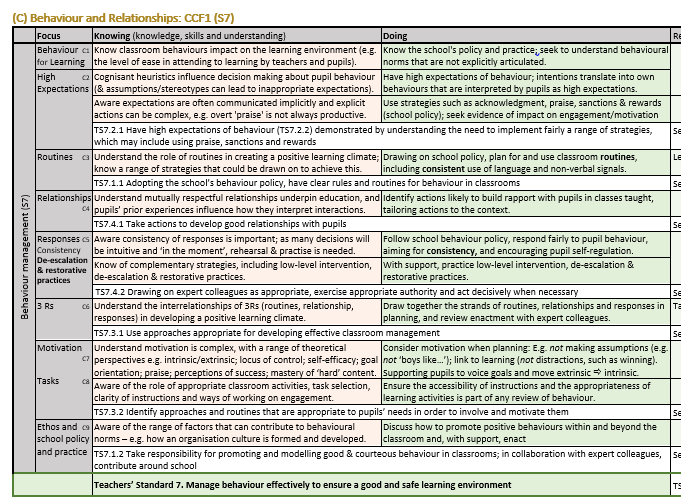 (C) Behaviour and Relationships: CCF1 (S7)
Focus Knowing (knowledge, skills and understanding) Doing
Behaviour management (S7)
Behaviour C1 Know classroom behaviours impact on the learning environment (e.g. Know the school's policy and practice; seek to understand behavioural
for Learning the level of ease in attending to learning by teachers and pupils). norms that are not explicitly articulated.
High C2 Cognisant heuristics influence decision making about pupil behaviour Have high expectations of behaviour; intentions translate into own
Expectations (& assumptions/stereotypes can lead to inappropriate expectations). behaviours that are interpreted by pupils as high expectations.
Aware expectations are often communicated implicitly and explicit Use strategies such as acknowledgment, praise, sanctions & rewards
actions can be complex, e.g. overt 'praise' is not always productive. (school policy); seek evidence of impact on engagement/motivation
TS7.2.1 Have high expectations of behaviour (TS7.2.2) demonstrated by understanding the need to implement fairly a range of strategies,
which may include using praise, sanctions and rewards
Routines C3 Understand the role of routines in creating a positive learning climate; Drawing on school policy, plan for and use classroom routines,
know a range of strategies that could be drawn on to achieve this. including consistent use of language and non-verbal signals.
TS7.1.1 Adopting the school's behaviour policy, have clear rules and routines for behaviour in classrooms
Relationships Understand mutually respectful relationships underpin education, and Identify actions likely to build rapport with pupils in classes taught,
C4 pupils' prior experiences influence how they interpret interactions. tailoring actions to the context.
TS7.4.1 Take actions to develop good relationships with pupils
Responses C5 Aware consistency of responses is important; as many decisions will Follow school behaviour policy, respond fairly to pupil behaviour,
Consistency be intuitive and 'in the moment', rehearsal & practise is needed. aiming for consistency, and encouraging pupil self-regulation.
De-escalation Know of complementary strategies, including low-level intervention, With support, practice low-level intervention, de-escalation &
& restorative de-escalation & restorative practices. restorative practices.
practices
TS7.4.2 Drawing on expert colleagues as appropriate, exercise appropriate authority and act decisively when necessary
3 Rs C6 Understand the interrelationships of 3Rs (routines, relationship, Draw together the strands of routines, relationships and responses in
responses) in developing a positive learning climate. planning, and review enactment with expert colleagues.
TS7.3.1 Use approaches appropriate for developing effective classroom management
Motivation Understand motivation is complex, with a range of theoretical Consider motivation when planning: E.g. not making assumptions (e.g.
C7 perspectives e.g. intrinsic/extrinsic; locus of control; self-efficacy; goal not 'boys like…'); link to learning (not distractions, such as winning).
orientation; praise; perceptions of success; mastery of 'hard' content. Supporting pupils to voice goals and move extrinsic ⇨ intrinsic.
Tasks C8 Aware of the role of appropriate classroom activities, task selection, Ensure the accessibility of instructions and the appropriateness of
clarity of instructions and ways of working on engagement. learning activities is part of any review of behaviour.
TS7.3.2 Identify approaches and routines that are appropriate to pupils' needs in order to involve and motivate them
Ethos and C9 Aware of the range of factors that can contribute to behavioural Discuss how to promote positive behaviours within and beyond the
school policy norms – e.g. how an organisation culture is formed and developed. classroom and, with support, enact
and practice
TS7.1.2 Take responsibility for promoting and modelling good & courteous behaviour in classrooms; in collaboration with expert colleagues,
contribute around school
Teachers' Standard 7. Manage behaviour effectively to ensure a good and safe learning environment